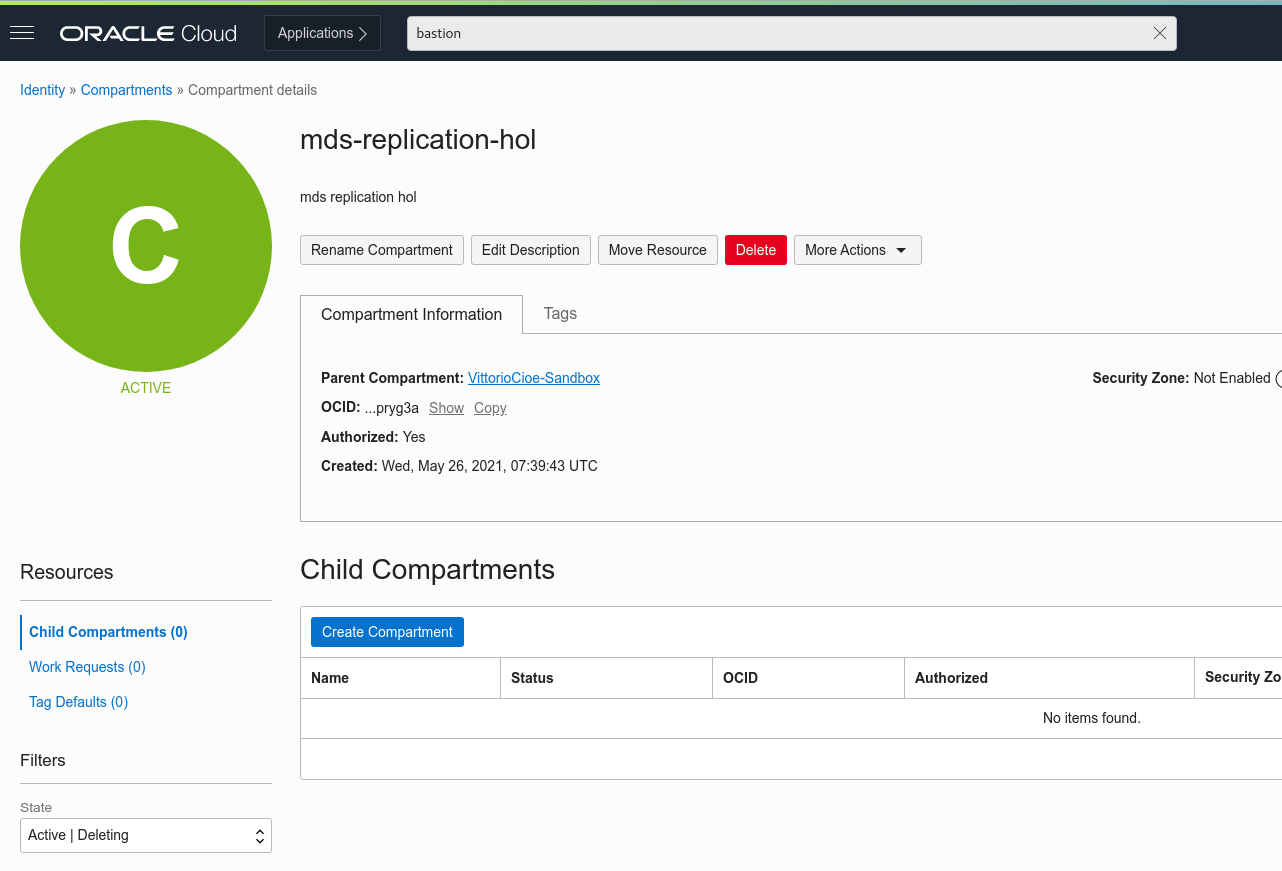 ORACLE Cloud Applications bastion
Identity » Compartments » Compartment details
C
ACTIVE
mds-replication-hol
mds replication hol
Rename Compartment Edit Description Move Resource Delete More Actions
Compartment Information Tags
Parent Compartment: VittorioCioe-Sandbox Security Zone: Not Enabled
OCID: ...pryg3a Show Copy
Authorized: Yes
Created: Wed, May 26, 2021, 07:39:43 UTC
Resources
Child Compartments (0)
Work Requests (0)
Tag Defaults (0)
Filters
State
Active | Deleting
Child Compartments
Create Compartment
Name Status OCID Authorized Security Zo
No items found.